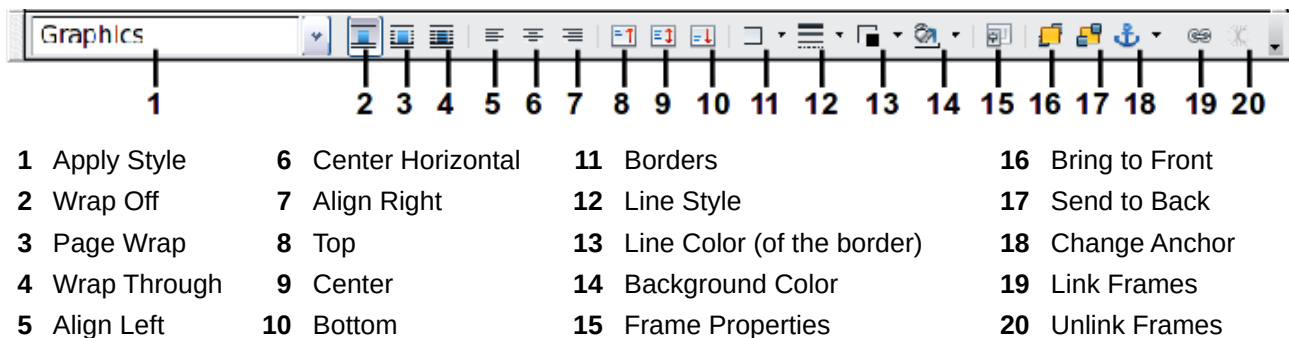 Graphics
1 2 3 4 5 6 7 8 9 10 11 12 13 14 15 16 17 18 19 20
1 Apply Style 6 Center Horizontal 11 Borders 16 Bring to Front
2 Wrap Off 7 Align Right 12 Line Style 17 Send to Back
3 Page Wrap 8 Top 13 Line Color (of the border) 18 Change Anchor
4 Wrap Through 9 Center 14 Background Color 19 Link Frames
5 Align Left 10 Bottom 15 Frame Properties 20 Unlink Frames